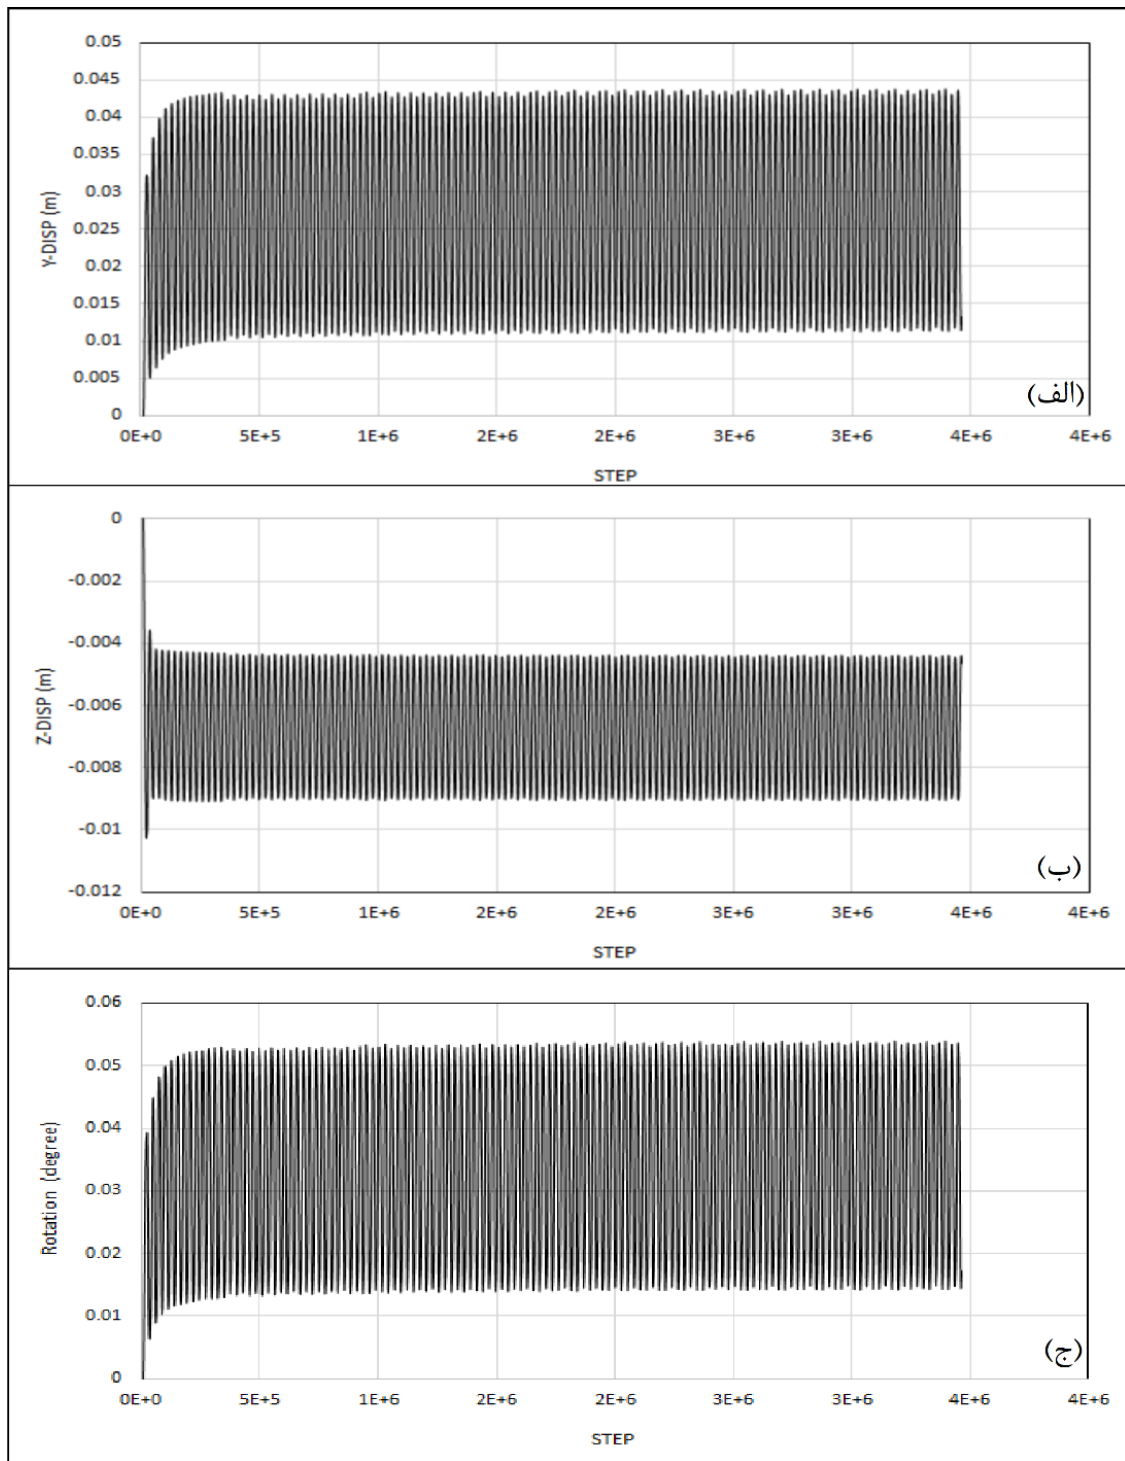 0.05
0.045
0.04
0.035
0.03
0.025
0.02
0.015
0.01
0.005
0
Y-DISP (m)
(الف)
0E+0 5E+5 1E+6 2E+6 2E+6 3E+6 3E+6 4E+6 4E+6
STEP
0
-0.002
-0.004
-0.006
-0.008
-0.01
-0.012
Z-DISP (m)
(ب)
0E+0 5E+5 1E+6 2E+6 2E+6 3E+6 3E+6 4E+6 4E+6
STEP
0.06
0.05
0.04
0.03
0.02
0.01
0
Rotation (degree)
(ج)
0E+0 5E+5 1E+6 2E+6 2E+6 3E+6 3E+6 4E+6 4E+6
STEP